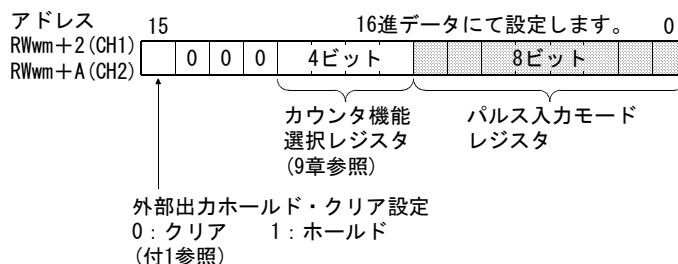 アドレス
15
16進データにて設定します。
0
RWwm+2(CH1)
RWwm+A(CH2)
0 0 0 4ビット 8ビット
カウンタ機能
選択レジスタ
(9章参照)
パルス入力モード
レジスタ
外部出力ホールド・クリア設定
0:クリア 1:ホールド
(付1参照)